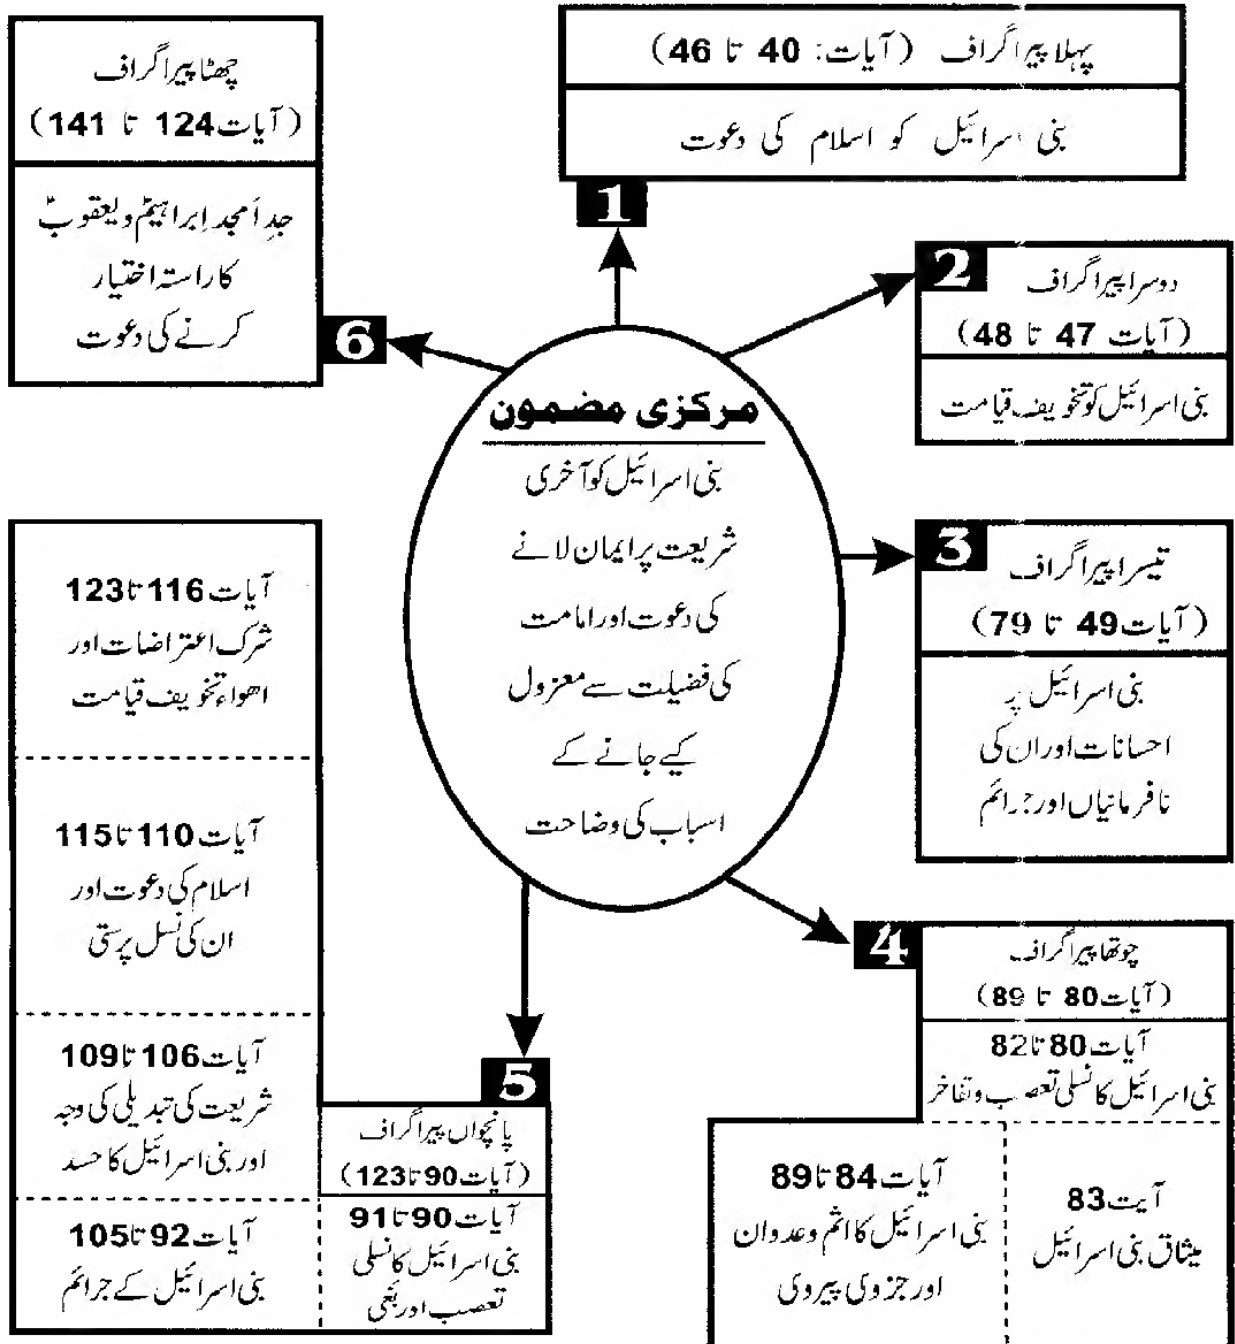 پہلا پیراگراف (آیات: 40 تا 46)
بنی اسرائیل کو اسلام کی دعوت
1
2
دوسرا پیراگراف
(آیات 47 تا 48)
بنی اسرائیل کو تخویف قیامت
3
تیسرا پیراگراف
(آیات 49 تا 79)
بنی اسرائیل پر
احسانات اور ان کی
نافرمانیاں اور جرائم
4
چوتھا پیراگراف
(آیات 80 تا 89)
آیات 80 تا 82
بنی اسرائیل کا نسلی تعصب و تفاخر
آیت 83
میثاق بنی اسرائیل
آیات 84 تا 89
بنی اسرائیل کا اثم و عدوان
اور جزوی پیروی
5
پانچواں پیراگراف
(آیات 90 تا 123)
آیات 90 تا 91
بنی اسرائیل کا نسلی
تعصب اور بغی
آیات 92 تا 105
بنی اسرائیل کے جرائم
آیات 106 تا 109
شریعت کی تبدیلی کی وجہ
اور بنی اسرائیل کا حسد
آیات 110 تا 115
اسلام کی دعوت اور
ان کی نسل پرستی
آیات 116 تا 123
شرک اعتراضات اور
اھواء تخویف قیامت
6
چھٹا پیراگراف
(آیات 124 تا 141)
جدِ اَمجد ابراہیمؑ و یعقوبؑ
کا راستہ اختیار
کرنے کی دعوت
مرکزی مضمون
بنی اسرائیل کو آخری
شریعت پر ایمان لانے
کی دعوت اور امامت
کی فضیلت سے معزول
کیے جانے کے
اسباب کی وضاحت